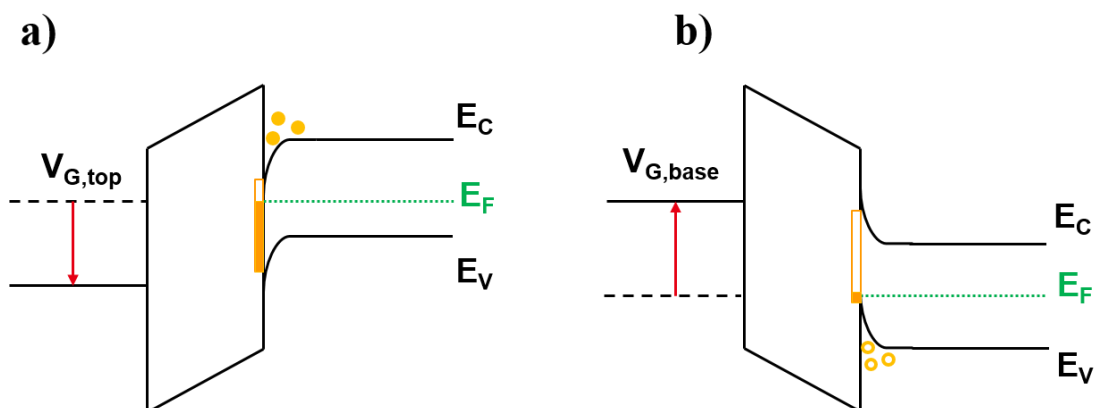 a)
b)
V_G,top
E_C
E_F
E_V
V_G,base
E_C
E_F
E_V